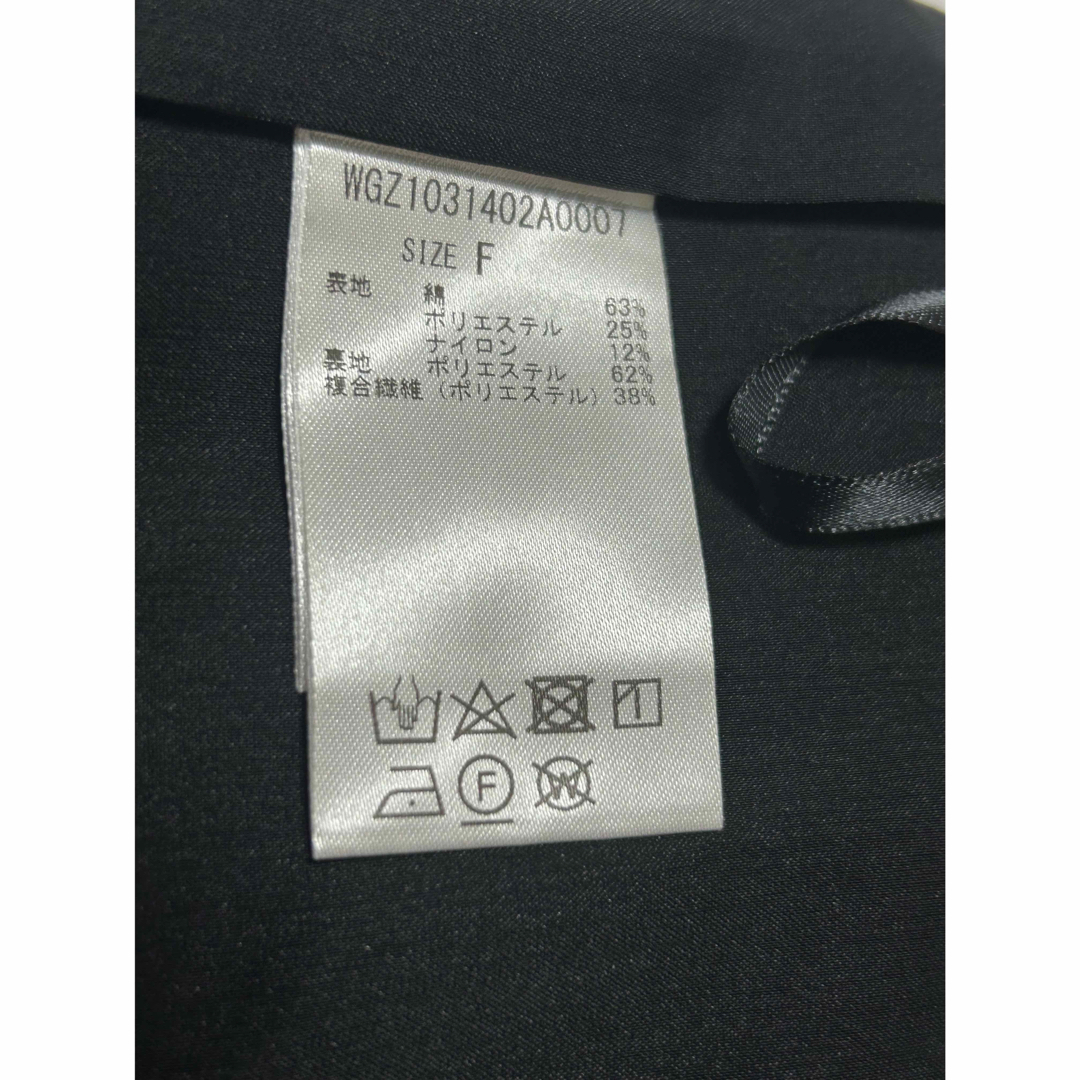 WGZ1031402A0007
SIZE F
表地 綿 63%
ポリエステル 25%
ナイロン 12%
裏地 ポリエステル 62%
複合繊維（ポリエステル）38%
F
W